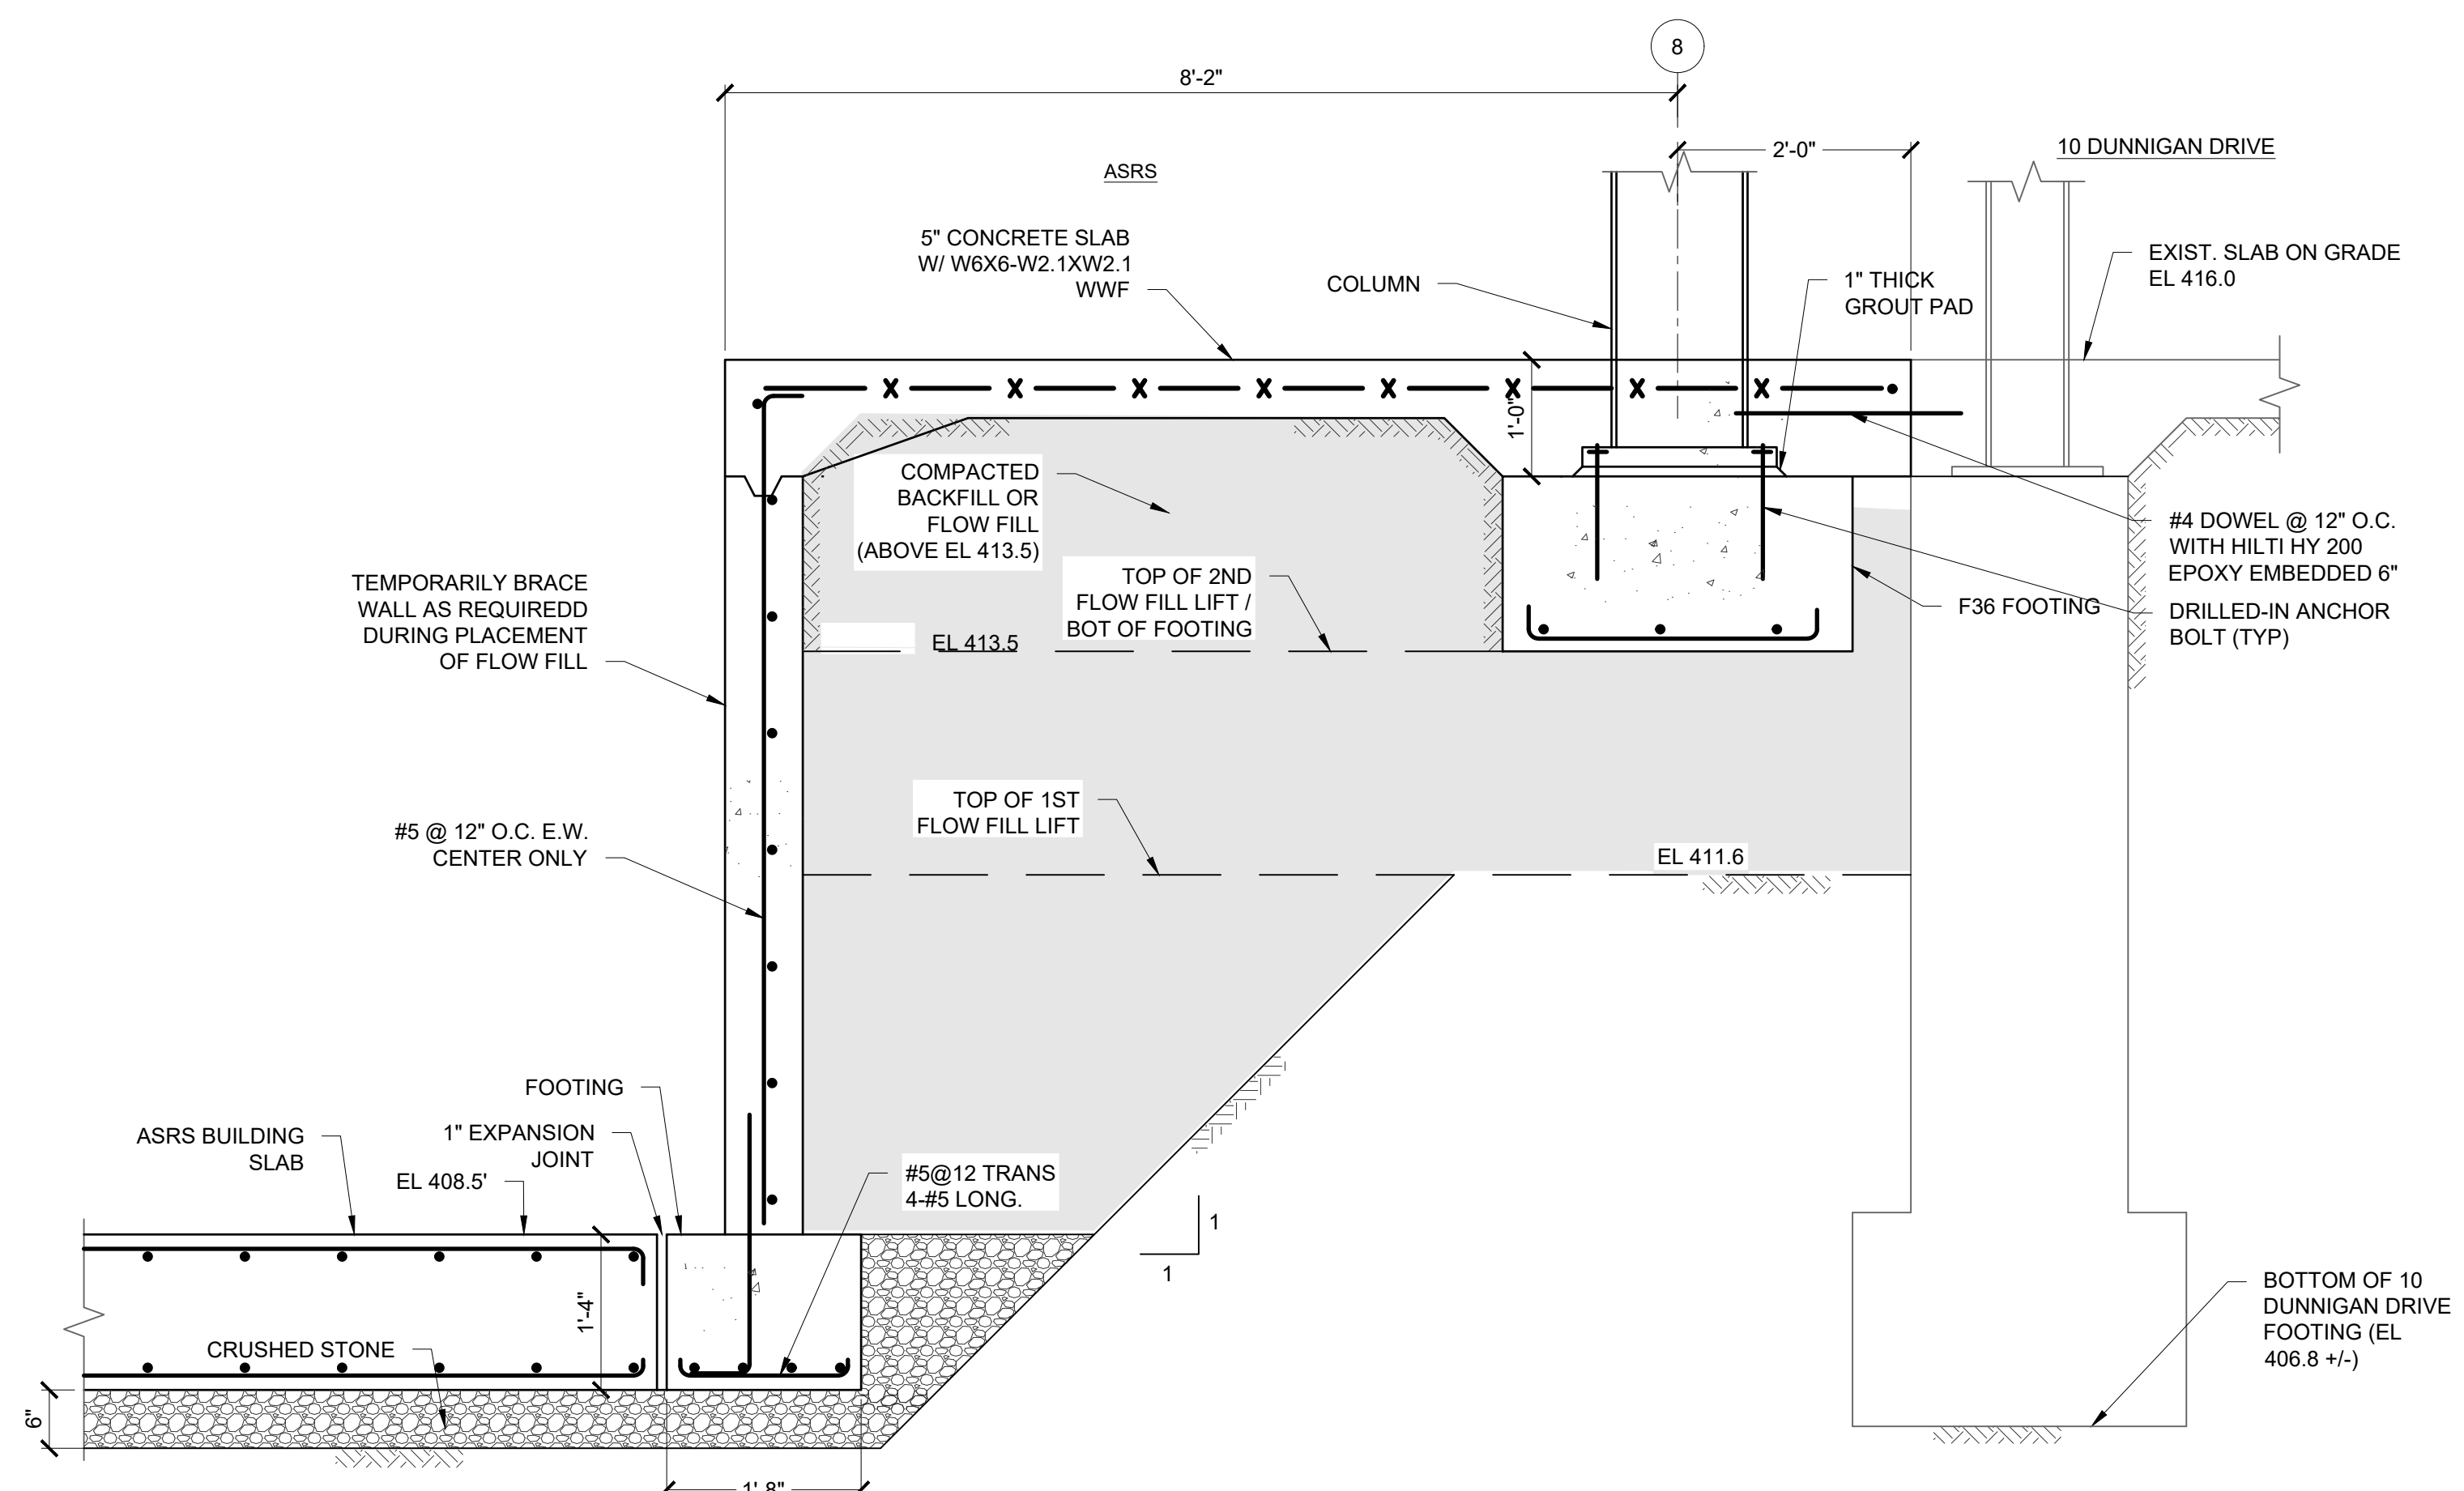 8
8'-2"
2'-0"
10 DUNNIGAN DRIVE
ASRS
5" CONCRETE SLAB
W/ W6X6-W2.1XW2.1
WWF
COLUMN
1" THICK
GROUT PAD
EXIST. SLAB ON GRADE
EL 416.0
1'-0"
COMPACTED
BACKFILL OR
FLOW FILL
(ABOVE EL 413.5)
TOP OF 2ND
FLOW FILL LIFT /
BOT OF FOOTING
#4 DOWEL @ 12" O.C.
WITH HILTI HY 200
EPOXY EMBEDDED 6"
F36 FOOTING
DRILLED-IN ANCHOR
BOLT (TYP)
TEMPORARILY BRACE
WALL AS REQUIREDD
DURING PLACEMENT
OF FLOW FILL
EL 413.5
TOP OF 1ST
FLOW FILL LIFT
#5 @ 12" O.C. E.W.
CENTER ONLY
EL 411.6
FOOTING
ASRS BUILDING
SLAB
1" EXPANSION
JOINT
EL 408.5'
#5@12 TRANS
4-#5 LONG.
1
1
1'-4"
CRUSHED STONE
6"
1'-8"
BOTTOM OF 10
DUNNIGAN DRIVE
FOOTING (EL
406.8 +/-)